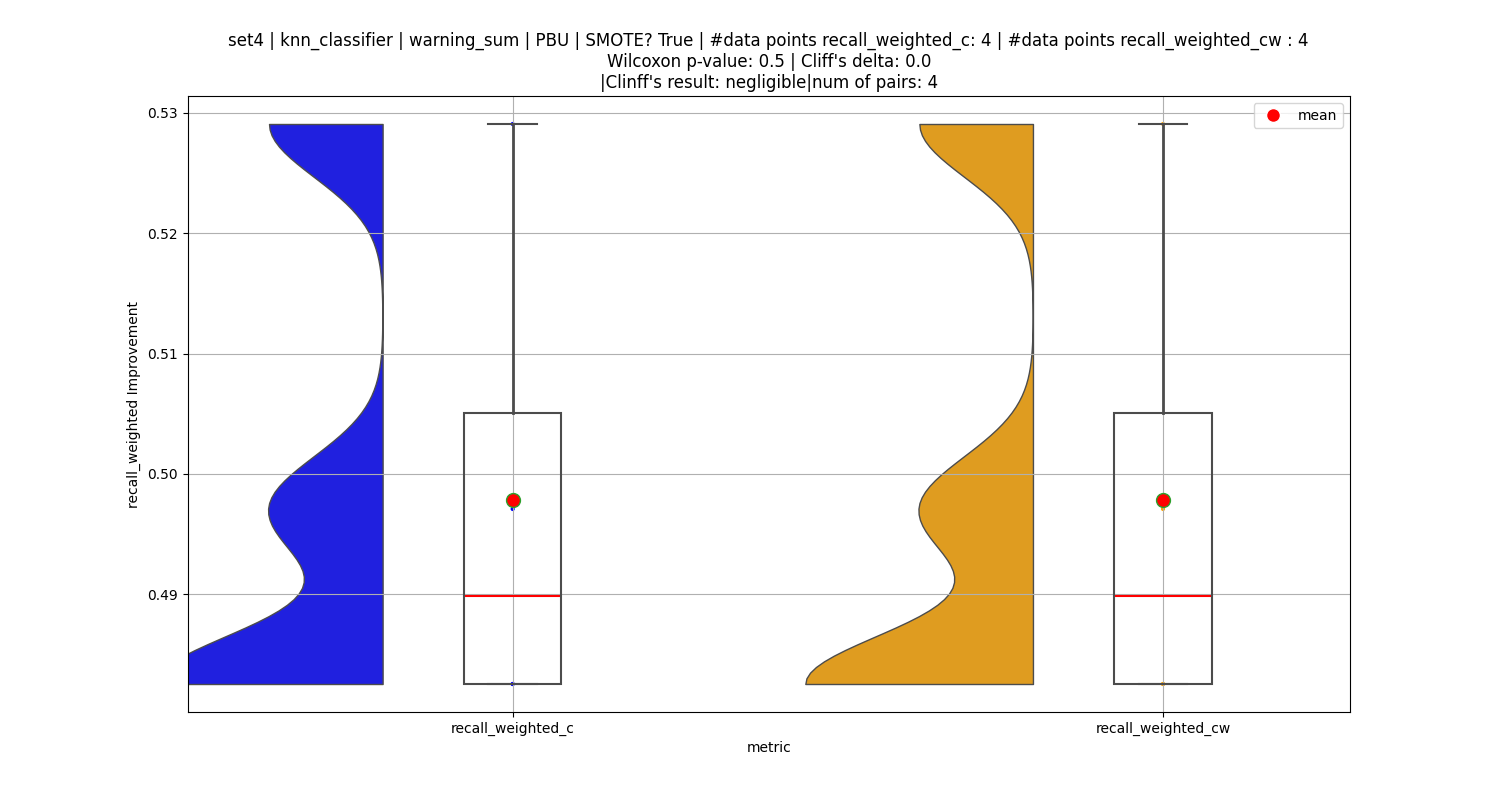 set4 | knn_classifier | warning_sum | PBU | SMOTE? True | #data points recall_weighted_c: 4 | #data points recall_weighted_cw : 4
Wilcoxon p-value: 0.5 | Cliff's delta: 0.0
|Clinff's result: negligible|num of pairs: 4
mean
0.53
0.52
0.51
0.50
0.49
recall_weighted Improvement
recall_weighted_c
recall_weighted_cw
metric